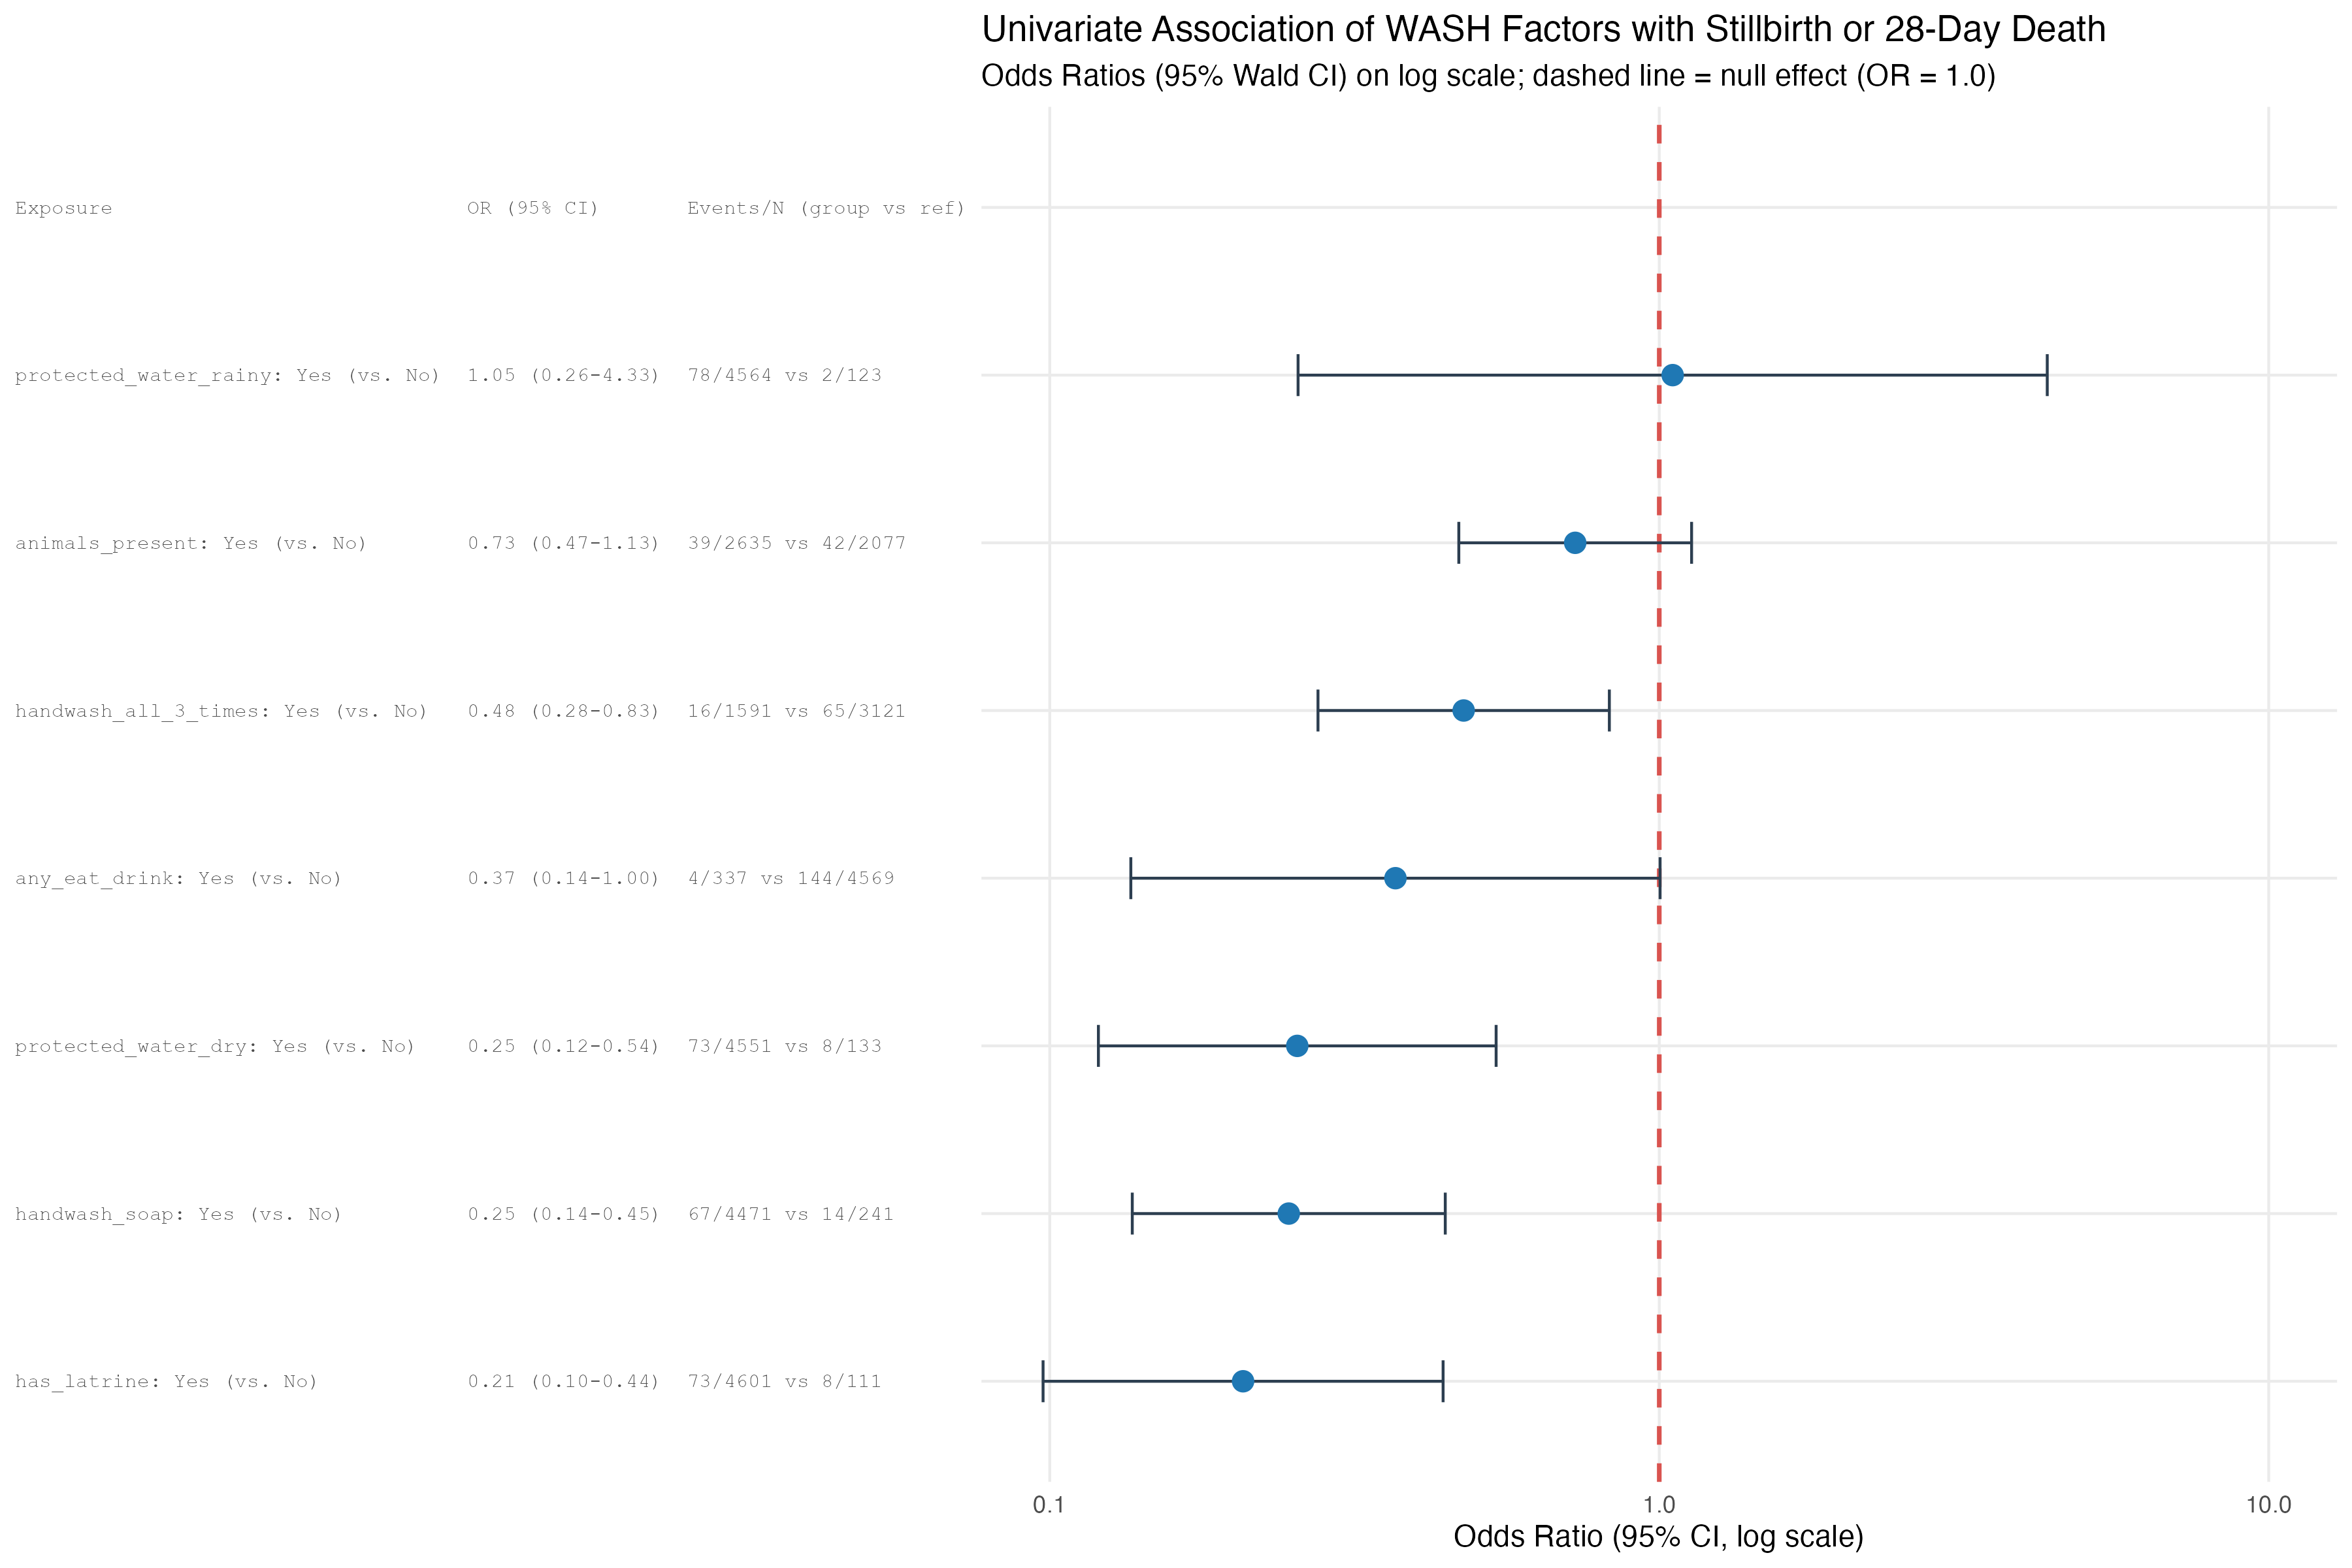 Univariate Association of WASH Factors with Stillbirth or 28-Day Death
Odds Ratios (95% Wald CI) on log scale; dashed line = null effect (OR = 1.0)
Exposure OR (95% CI) Events/N (group vs ref)
protected_water_rainy: Yes (vs. No) 1.05 (0.26-4.33) 78/4564 vs 2/123
animals_present: Yes (vs. No) 0.73 (0.47-1.13) 39/2635 vs 42/2077
handwash_all_3_times: Yes (vs. No) 0.48 (0.28-0.83) 16/1591 vs 65/3121
any_eat_drink: Yes (vs. No) 0.37 (0.14-1.00) 4/337 vs 144/4569
protected_water_dry: Yes (vs. No) 0.25 (0.12-0.54) 73/4551 vs 8/133
handwash_soap: Yes (vs. No) 0.25 (0.14-0.45) 67/4471 vs 14/241
has_latrine: Yes (vs. No) 0.21 (0.10-0.44) 73/4601 vs 8/111
0.1 1.0 10.0
Odds Ratio (95% CI, log scale)